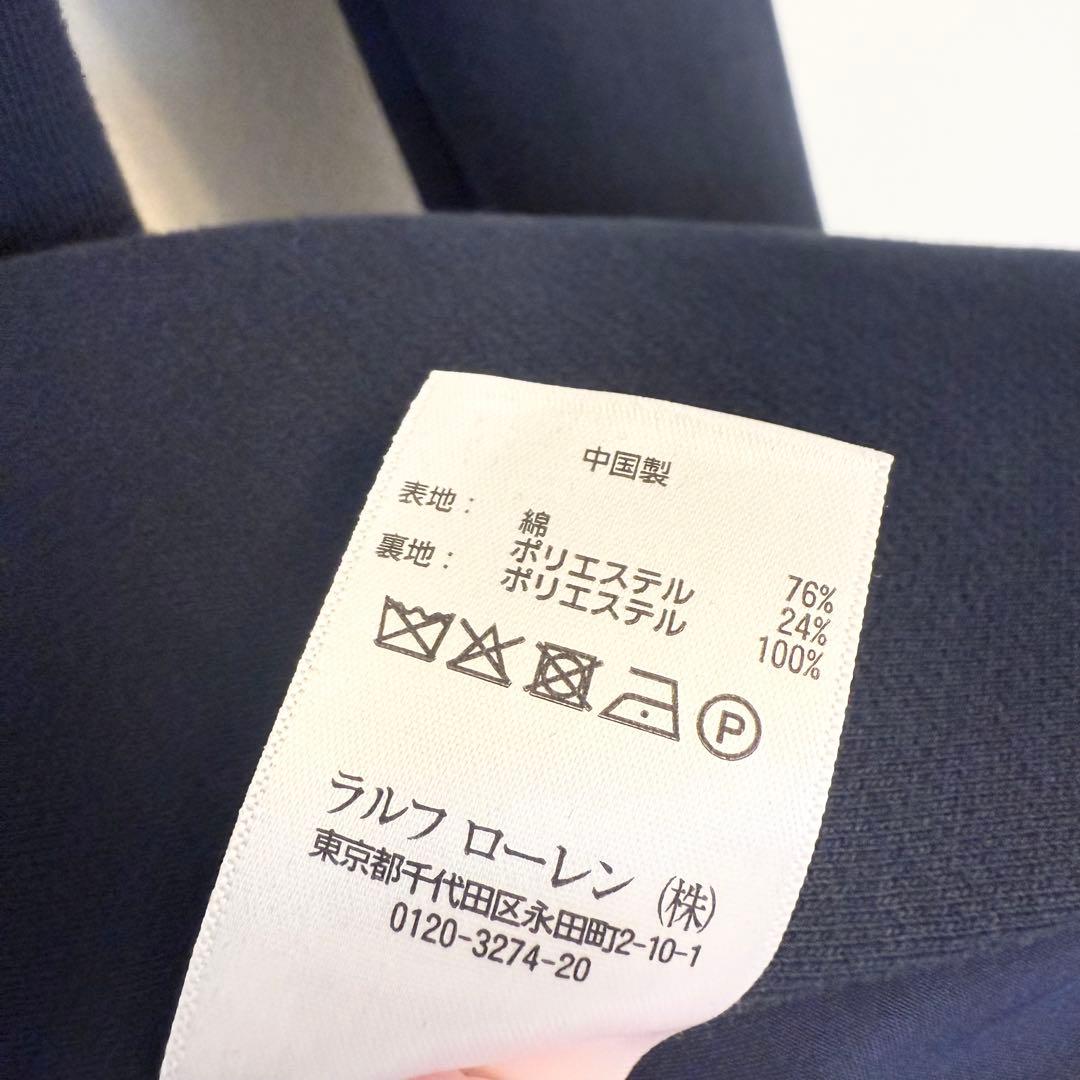 中国製
表地： 綿 76%
ポリエステル 24%
裏地： ポリエステル 100%
P
ラルフ ローレン (株)
東京都千代田区永田町2-10-1
0120-3274-20